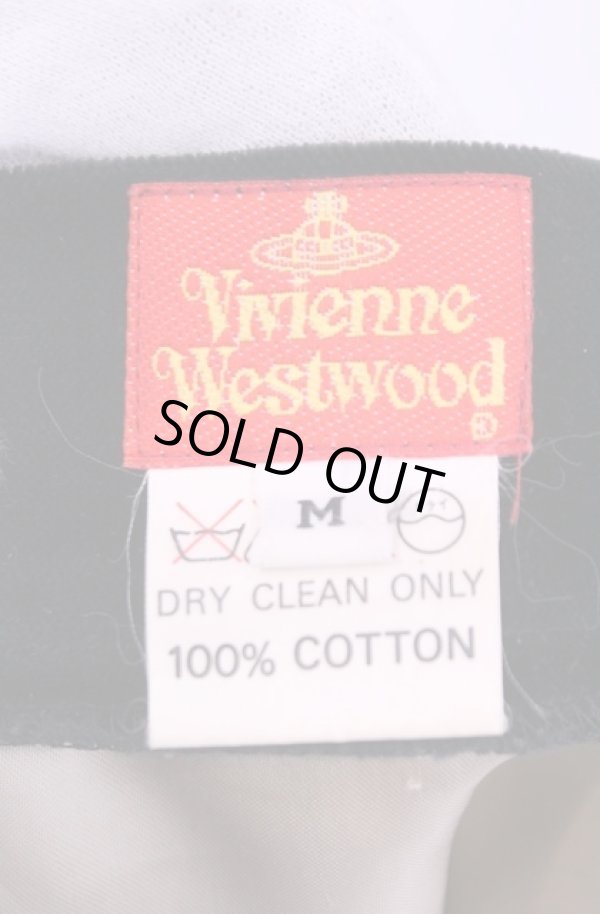 Vivienne
Westwood
®
SOLD OUT
M
DRY CLEAN ONLY
100% COTTON